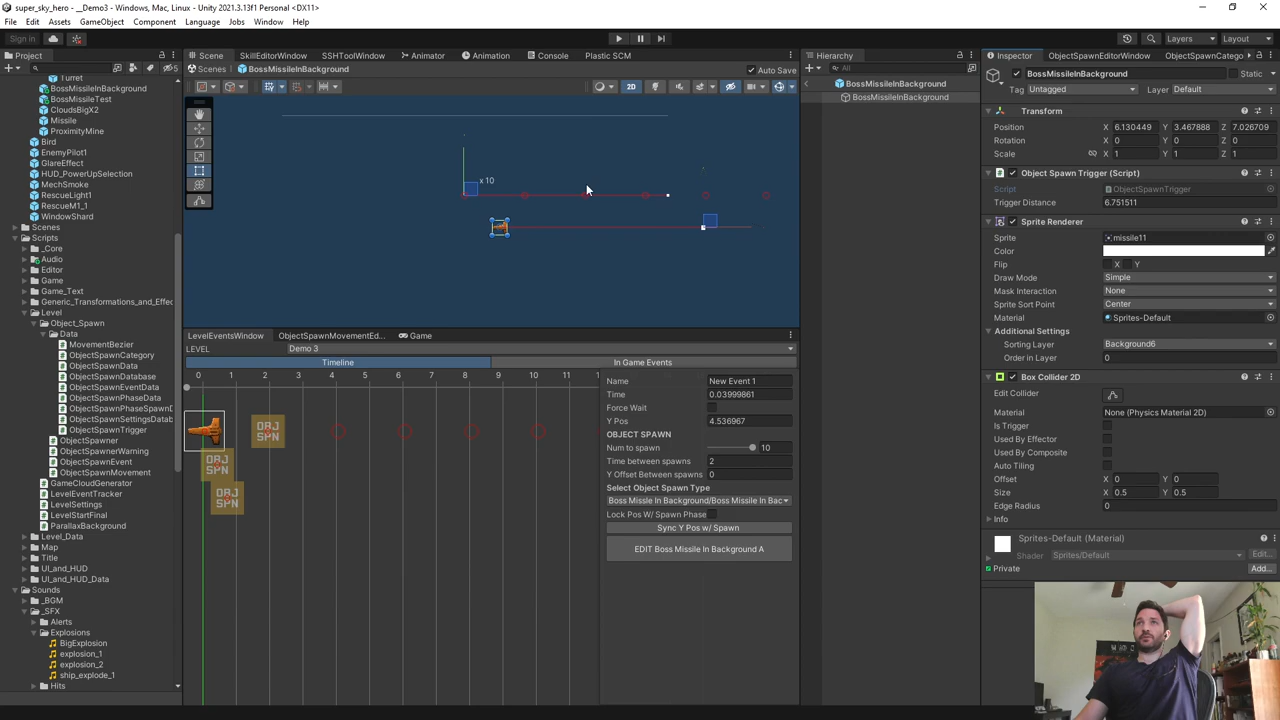 super_sky_hero - __Demo3 - Windows, Mac, Linux - Unity 2021.3.13f1 Personal <DX11>
File Edit Assets GameObject Component Language Jobs Window Help
Sign in
Layers
Layout
Project
Scene SkillEditorWindow SSHToolWindow Animator Animation Console Plastic SCM
Hierarchy
Inspector ObjectSpawnEditorWindow ObjectSpawnCatego
Scenes BossMissileInBackground
Auto Save
2D
All
x 10
Turret
BossMissileInBackground
BossMissileTest
CloudsBigX2
Missile
ProximityMine
Bird
EnemyPilot1
GlareEffect
HUD_PowerUpSelection
MechSmoke
RescueLight1
RescueM1_1
WindowShard
Scenes
Scripts
_Core
Audio
Editor
Game
Game_Text
Generic_Transformations_and_Effec
Level
Object_Spawn
Data
MovementBezier
ObjectSpawnCategory
ObjectSpawnData
ObjectSpawnDatabase
ObjectSpawnEventData
ObjectSpawnPhaseData
ObjectSpawnPhaseSpawnD
ObjectSpawnSettingsDatab
ObjectSpawnTrigger
ObjectSpawner
ObjectSpawnerWarning
ObjectSpawnEvent
ObjectSpawnMovement
GameCloudGenerator
LevelEventTracker
LevelSettings
LevelStartFinal
ParallaxBackground
Level_Data
Map
Title
UI_and_HUD
UI_and_HUD_Data
Sounds
_BGM
_SFX
Alerts
Explosions
BigExplosion
explosion_1
explosion_2
ship_explode_1
Hits
LevelEventsWindow ObjectSpawnMovementEd... Game
LEVEL Demo 3
Timeline In Game Events
0 1 2 3 4 5 6 7 8 9 10 11 1
OBJ
SPN
OBJ
SPN
OBJ
SPN
Name New Event 1
Time 0.03999861
Force Wait
Y Pos 4.536967
OBJECT SPAWN
Num to spawn 10
Time between spawns 2
Y Offset Between spawns 0
Select Object Spawn Type
Boss Missle In Background/Boss Missile In Bac
Lock Pos W/ Spawn Phase
Sync Y Pos w/ Spawn
EDIT Boss Missile In Background A
BossMissileInBackground
BossMissileInBackground
BossMissileInBackground Static
Tag Untagged Layer Default
Transform
Position X 6.130449 Y 3.467888 Z 7.026709
Rotation X 0 Y 0 Z 0
Scale X 1 Y 1 Z 1
Object Spawn Trigger (Script)
Script ObjectSpawnTrigger
Trigger Distance 6.751511
Sprite Renderer
Sprite missile11
Color
Flip X Y
Draw Mode Simple
Mask Interaction None
Sprite Sort Point Center
Material Sprites-Default
Additional Settings
Sorting Layer Background6
Order in Layer 0
Box Collider 2D
Edit Collider
Material None (Physics Material 2D)
Is Trigger
Used By Effector
Used By Composite
Auto Tiling
Offset X 0 Y 0
Size X 0.5 Y 0.5
Edge Radius 0
Info
Sprites-Default (Material)
Shader Sprites/Default Edit...
Private Add...